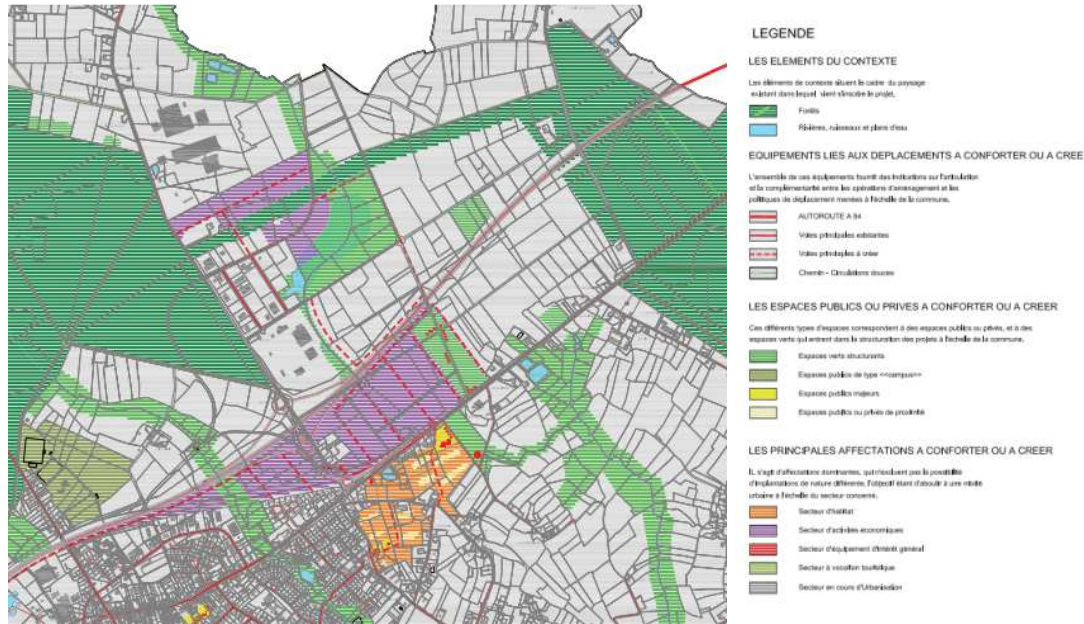 LEGENDE
LES ELEMENTS DU CONTEXTE
Les éléments de contexte situent le cadre du paysage
existant dans lequel vient s'inscrire le projet.
Forêts
Rivières, ruisseaux et plans d'eau
EQUIPEMENTS LIES AUX DEPLACEMENTS A CONFORTER OU A CREE
L'ensemble de ces équipements fournit des indications sur l'articulation
et la complémentarité entre les opérations d'aménagement et les
politiques de déplacement menées à l'échelle de la commune.
AUTOROUTE A 84
Voies principales existantes
Voies principales à créer
Chemin - Circulations douces
LES ESPACES PUBLICS OU PRIVES A CONFORTER OU A CREER
Ces différents types d'espaces correspondent à des espaces publics ou privés, et à des
espaces verts qui entrent dans la structuration des projets à l'échelle de la commune.
Espaces verts structurants
Espaces publics de type <<campus>>
Espaces publics majeurs
Espaces publics ou privés de proximité
LES PRINCIPALES AFFECTATIONS A CONFORTER OU A CREER
IL s'agit d'affectations dominantes, qui n'excluent pas la possibilité
d'implantations de nature différente, l'objectif étant d'aboutir à une mixité
urbaine à l'échelle du secteur concerné.
Secteur d'habitat
Secteur d'activités économiques
Secteur d'équipement d'intérêt général
Secteur à vocation touristique
Secteur en cours d'Urbanisation